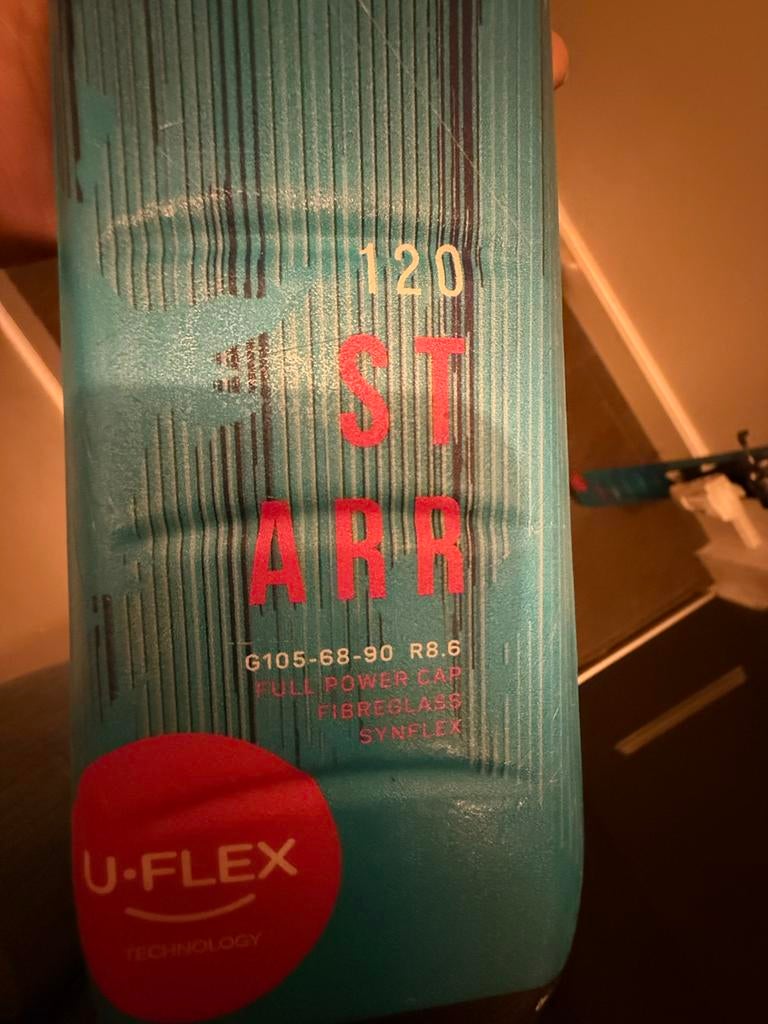 120
ST
ARR
G105-68-90 R8.6
FULL POWER CAP
FIBREGLASS
SYNFLEX
U·FLEX
TECHNOLOGY